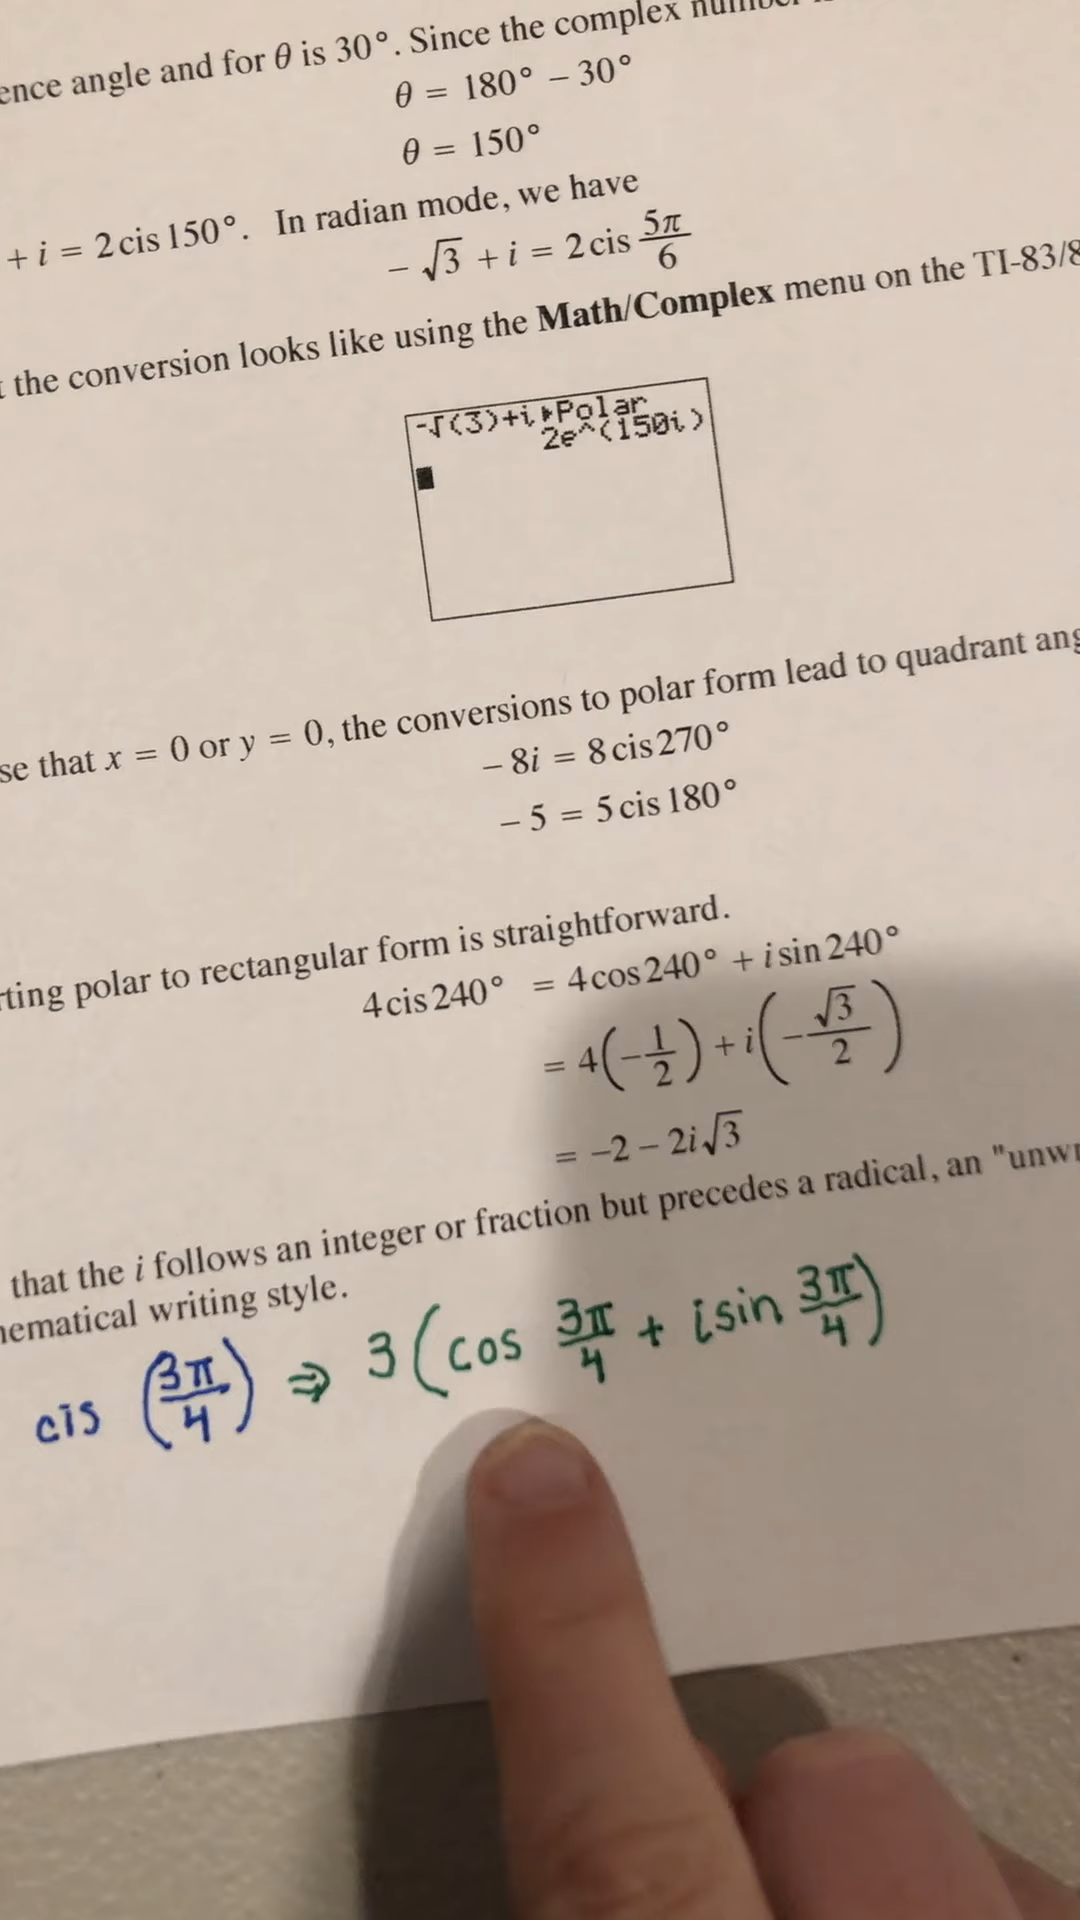 ence angle and for θ is 30°. Since the complex number
θ = 180° − 30°
θ = 150°
+ i = 2 cis 150°. In radian mode, we have
− √3 + i = 2 cis 5π/6
the conversion looks like using the Math/Complex menu on the TI-83/8
-√(3)+i▸Polar
2e^(150i)
se that x = 0 or y = 0, the conversions to polar form lead to quadrant ang
− 8i = 8 cis 270°
− 5 = 5 cis 180°
rting polar to rectangular form is straightforward.
4 cis 240° = 4 cos 240° + i sin 240°
= 4(−1/2) + i(−√3/2)
= −2 − 2i√3
that the i follows an integer or fraction but precedes a radical, an "unwr
hematical writing style.
cis (3π/4) ⇒ 3 (cos 3π/4 + i sin 3π/4)